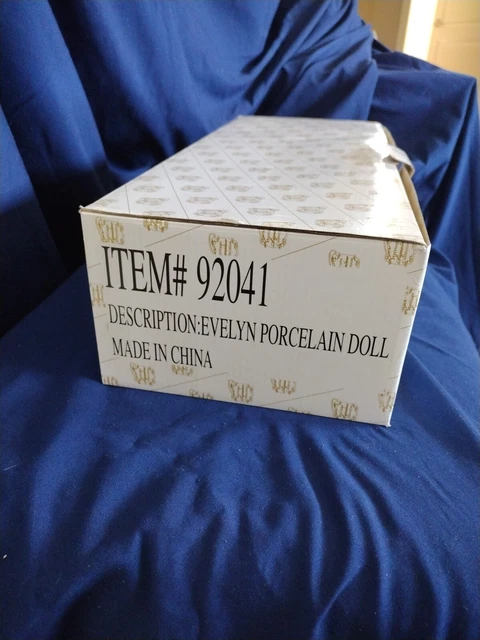 ITEM# 92041
DESCRIPTION:EVELYN PORCELAIN DOLL
MADE IN CHINA